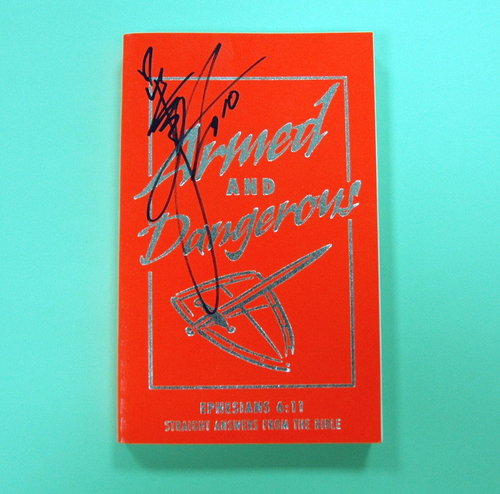 Armed
AND
Dangerous
EPHESIANS 6:11
STRAIGHT ANSWERS FROM THE BIBLE